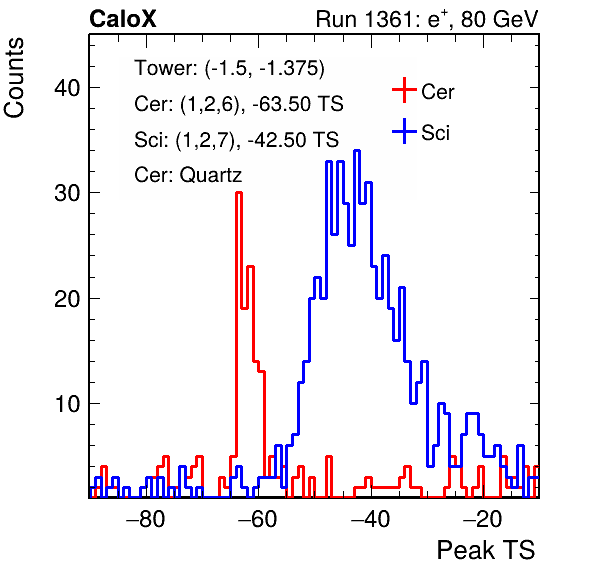 CaloX Run 1361: e⁺, 80 GeV
Counts
Tower: (-1.5, -1.375)
Cer: (1,2,6), -63.50 TS
Sci: (1,2,7), -42.50 TS
Cer: Quartz
Cer
Sci
40
30
20
10
−80 −60 −40 −20
Peak TS